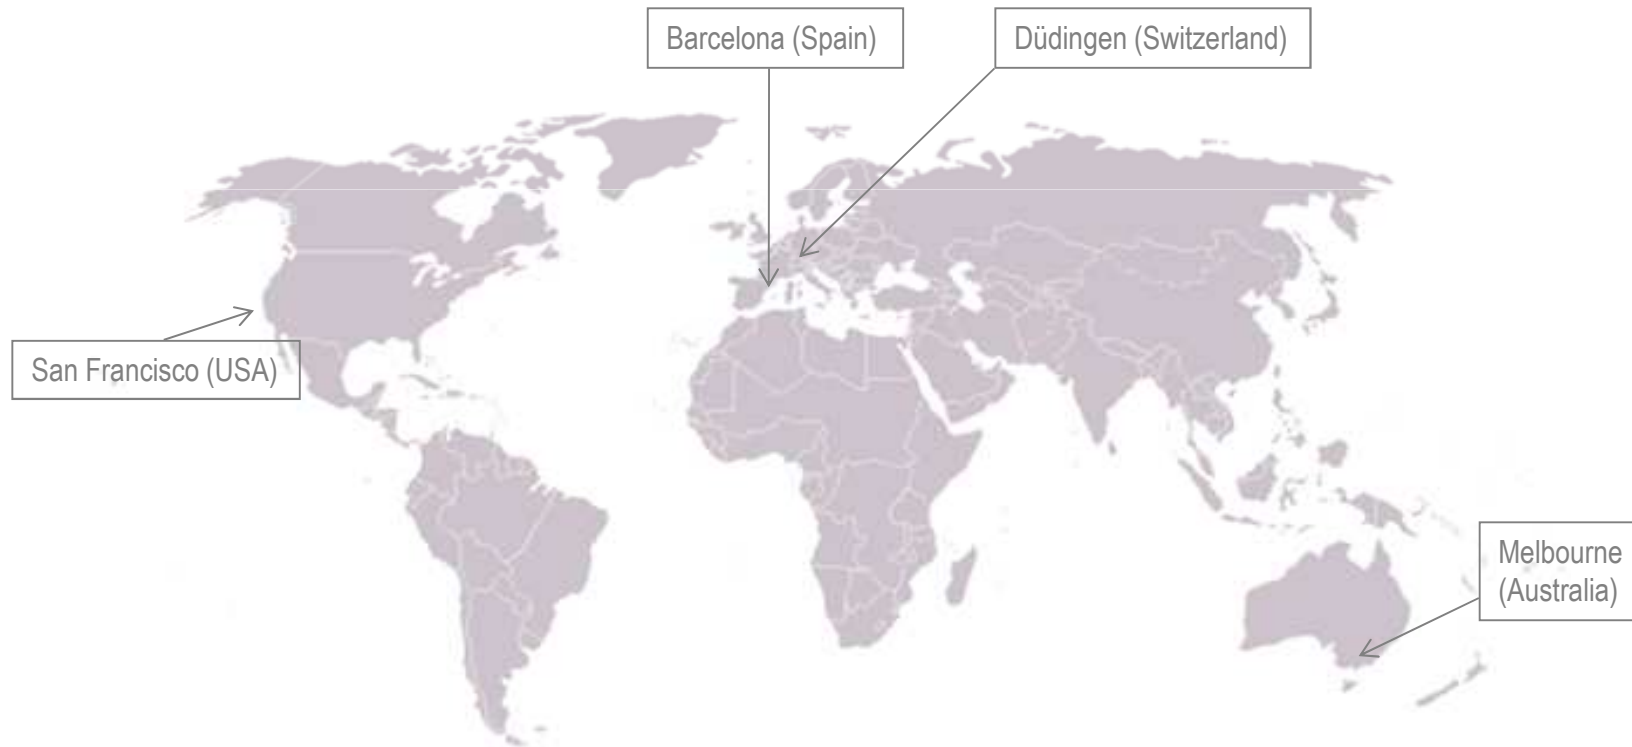 Barcelona (Spain)
Düdingen (Switzerland)
San Francisco (USA)
Melbourne
(Australia)